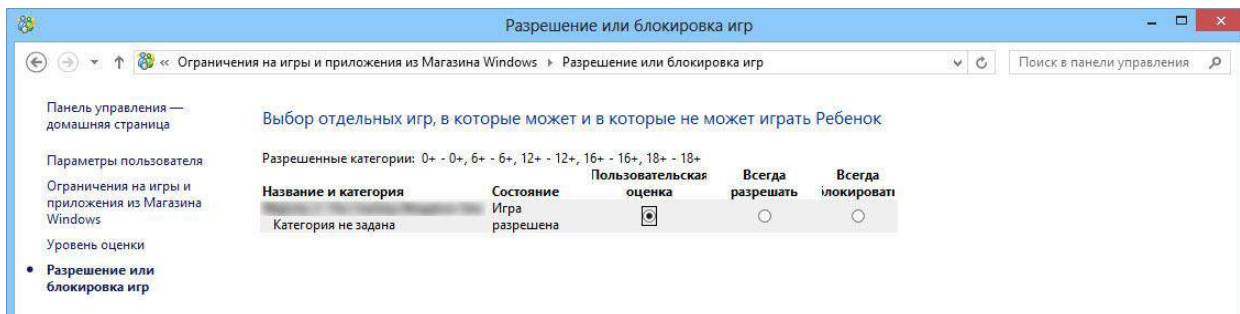 Разрешение или блокировка игр
« Ограничения на игры и приложения из Магазина Windows ▸ Разрешение или блокировка игр
Поиск в панели управления
Панель управления —
домашняя страница
Параметры пользователя
Ограничения на игры и
приложения из Магазина
Windows
Уровень оценки
• Разрешение или
блокировка игр
Выбор отдельных игр, в которые может и в которые не может играть Ребенок
Разрешенные категории: 0+ - 0+, 6+ - 6+, 12+ - 12+, 16+ - 16+, 18+ - 18+
Пользовательская Всегда Всегда
Название и категория Состояние оценка разрешать локировать
Игра
Категория не задана разрешена